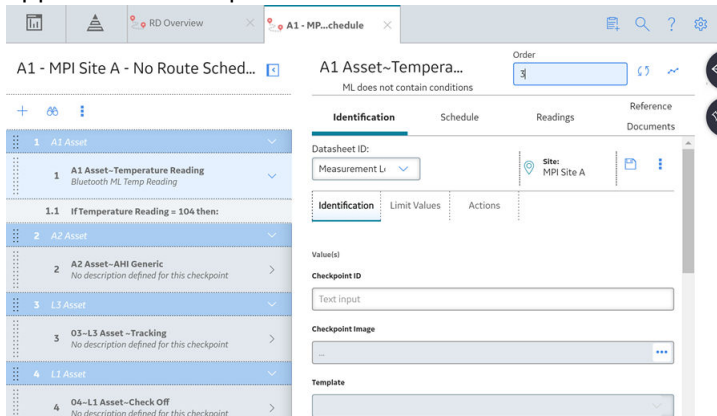 RD Overview
A1 - MP...chedule
A1 - MPI Site A - No Route Sched...
1 A1 Asset
1 A1 Asset~Temperature Reading
Bluetooth ML Temp Reading
1.1 If Temperature Reading = 104 then:
2 A2 Asset
2 A2 Asset~AHI Generic
No description defined for this checkpoint
3 L3 Asset
3 03~L3 Asset ~Tracking
No description defined for this checkpoint
4 L1 Asset
4 04~L1 Asset~Check Off
No description defined for this checkpoint
A1 Asset~Tempera...
ML does not contain conditions
Order
3
Identification Schedule Readings Reference Documents
Datasheet ID:
Measurement L
Site:
MPI Site A
Identification Limit Values Actions
Value(s)
Checkpoint ID
Text input
Checkpoint Image
...
Template